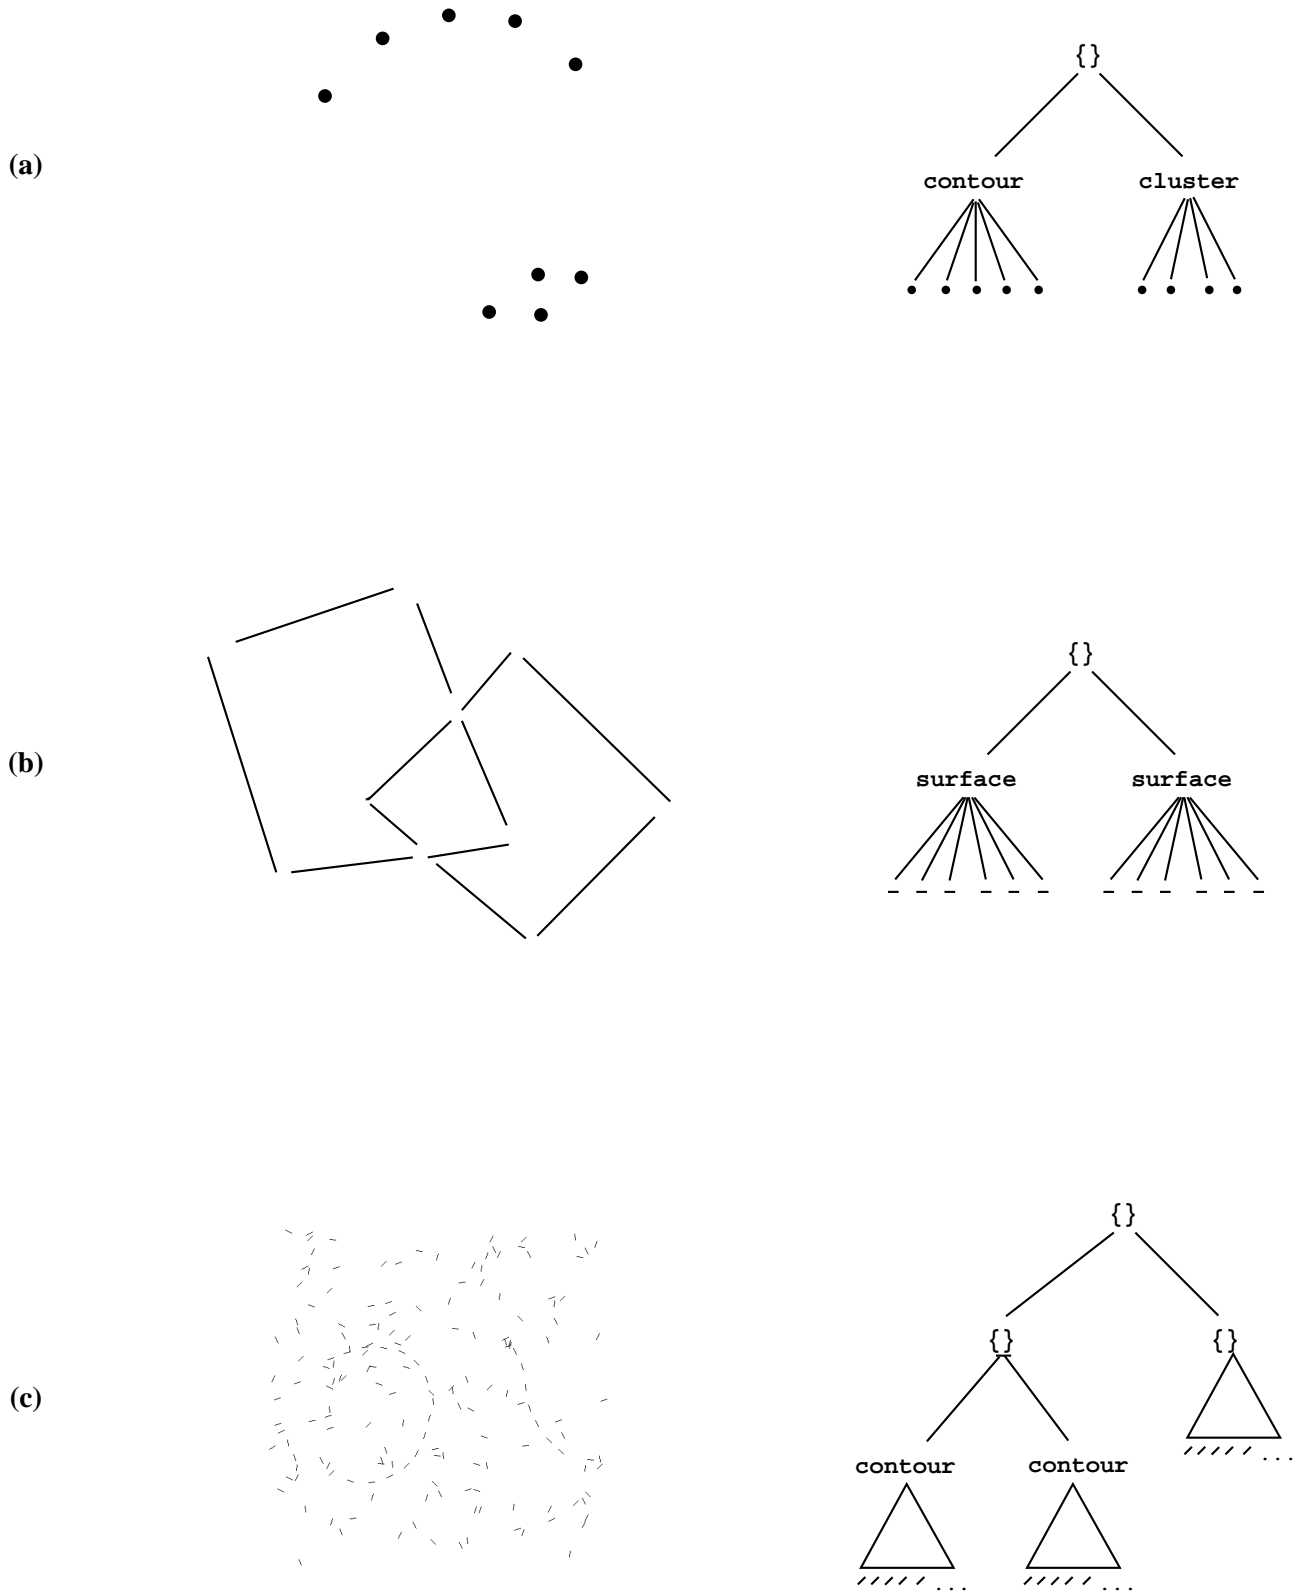 {}
(a)
contour cluster
{}
(b)
surface surface
{}
{} {}
(c)
contour contour
...
... ...